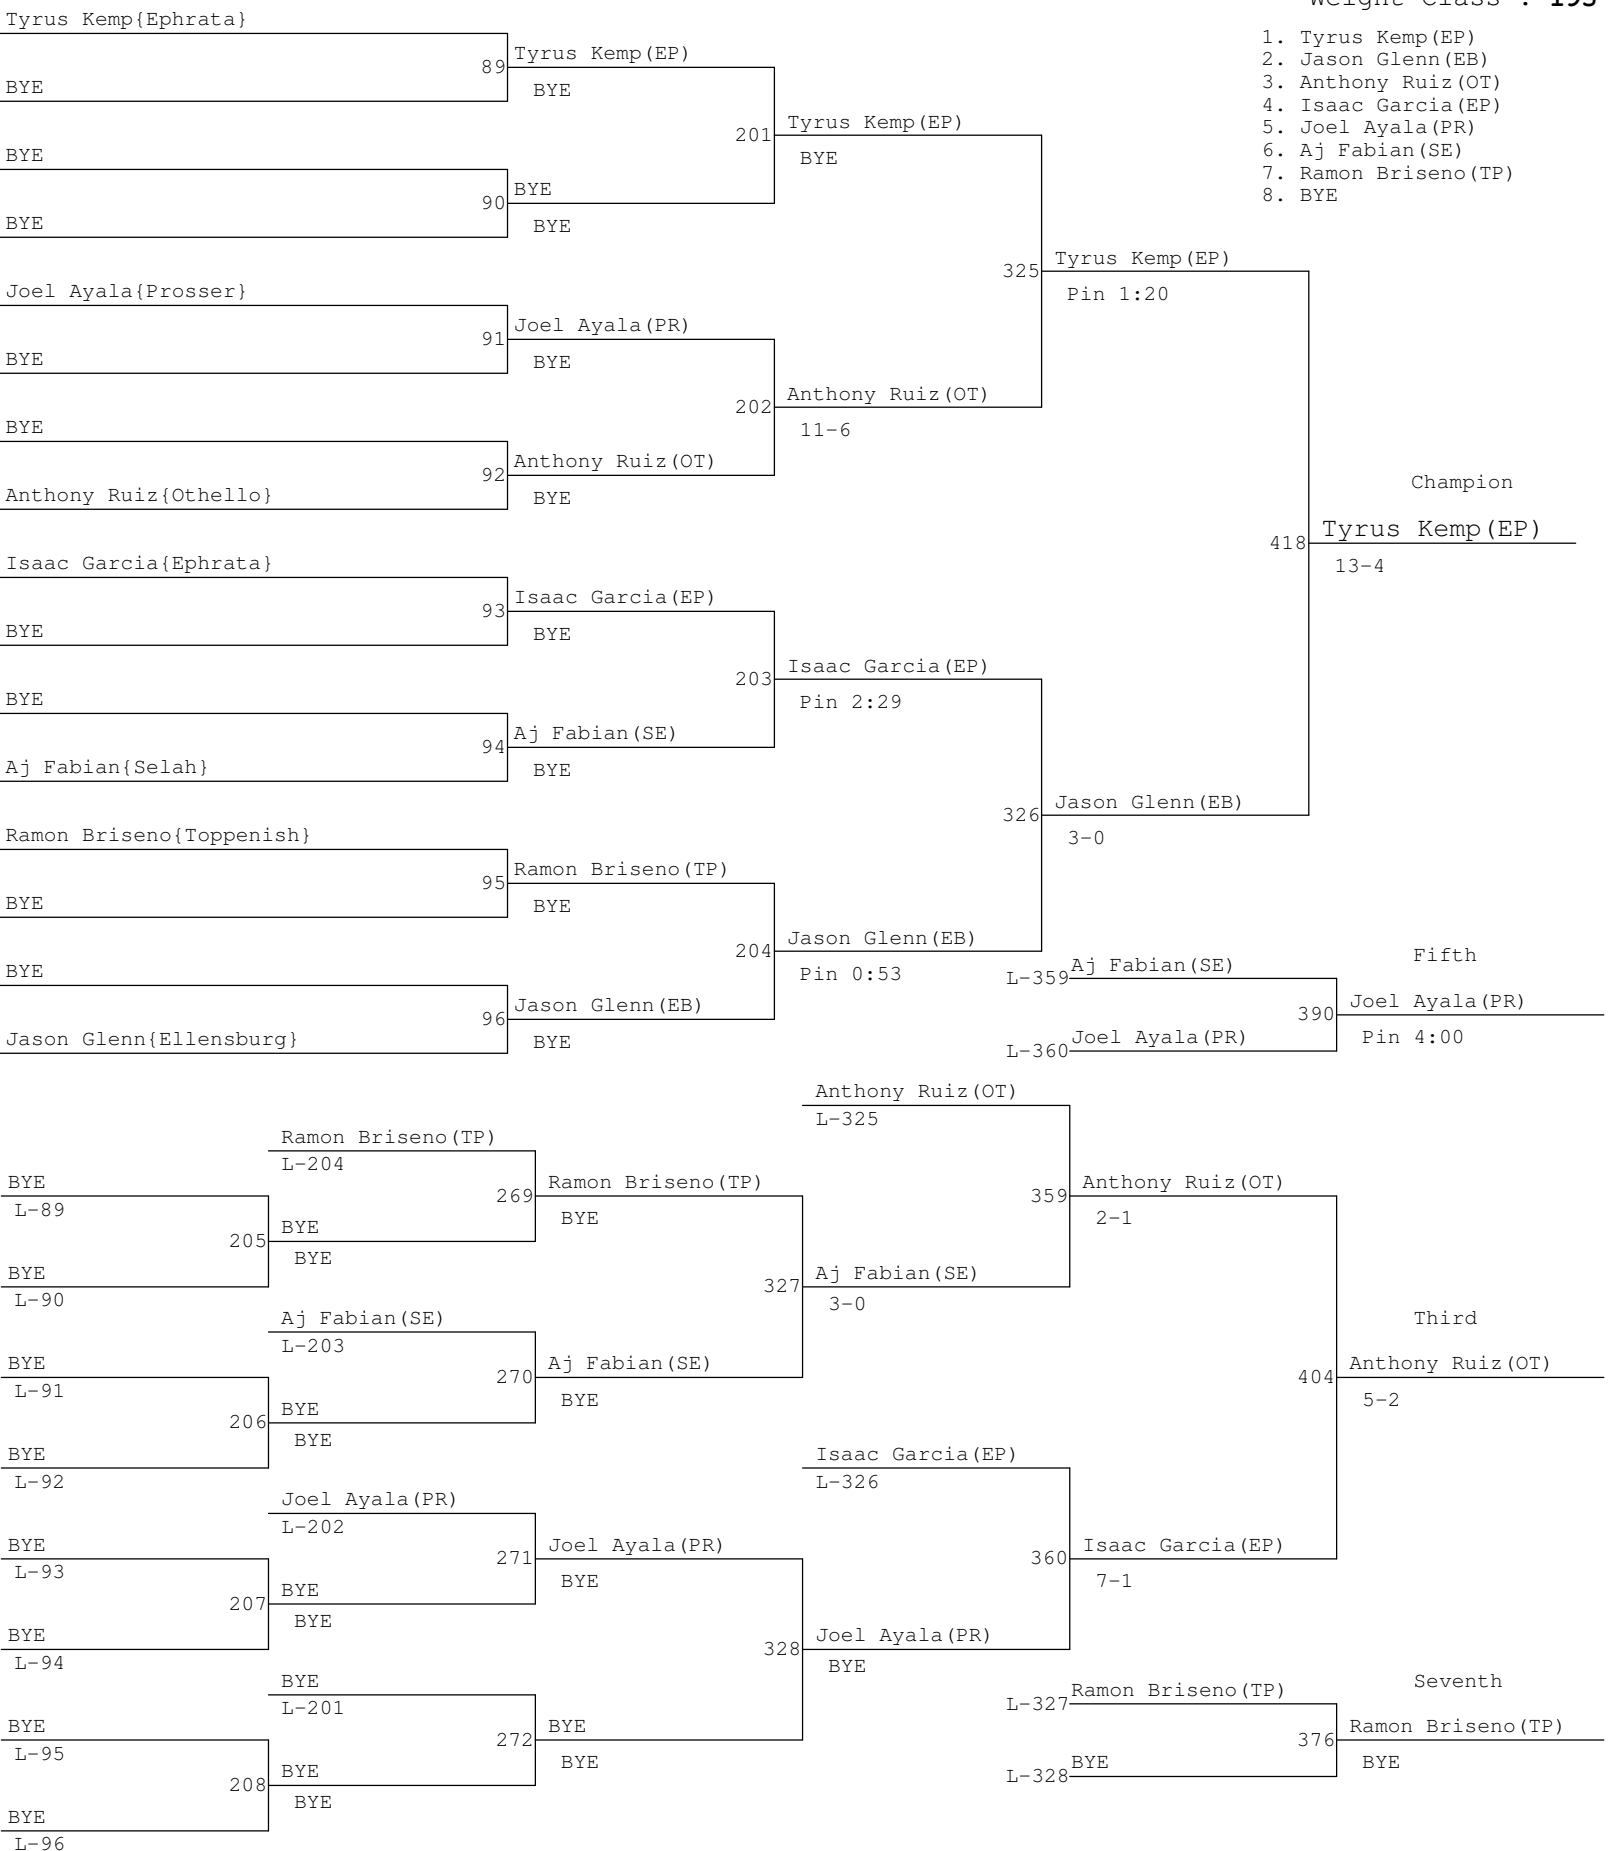 Weight Class : 195
1. Tyrus Kemp(EP)
2. Jason Glenn(EB)
3. Anthony Ruiz(OT)
4. Isaac Garcia(EP)
5. Joel Ayala(PR)
6. Aj Fabian(SE)
7. Ramon Briseno(TP)
8. BYE
Tyrus Kemp{Ephrata}
BYE
BYE
BYE
Joel Ayala{Prosser}
BYE
BYE
Anthony Ruiz{Othello}
Isaac Garcia{Ephrata}
BYE
BYE
Aj Fabian{Selah}
Ramon Briseno{Toppenish}
BYE
BYE
Jason Glenn{Ellensburg}
89 Tyrus Kemp(EP)
BYE
90 BYE
BYE
91 Joel Ayala(PR)
BYE
92 Anthony Ruiz(OT)
BYE
93 Isaac Garcia(EP)
BYE
94 Aj Fabian(SE)
BYE
95 Ramon Briseno(TP)
BYE
96 Jason Glenn(EB)
BYE
201 Tyrus Kemp(EP)
BYE
202 Anthony Ruiz(OT)
11-6
203 Isaac Garcia(EP)
Pin 2:29
204 Jason Glenn(EB)
Pin 0:53
325 Tyrus Kemp(EP)
Pin 1:20
326 Jason Glenn(EB)
3-0
Champion
418 Tyrus Kemp(EP)
13-4
Fifth
L-359 Aj Fabian(SE)
L-360 Joel Ayala(PR)
390 Joel Ayala(PR)
Pin 4:00
BYE
L-89
BYE
L-90
BYE
L-91
BYE
L-92
BYE
L-93
BYE
L-94
BYE
L-95
BYE
L-96
Ramon Briseno(TP)
L-204
205 BYE
BYE
Aj Fabian(SE)
L-203
206 BYE
BYE
Joel Ayala(PR)
L-202
207 BYE
BYE
BYE
L-201
208 BYE
BYE
269 Ramon Briseno(TP)
BYE
270 Aj Fabian(SE)
BYE
271 Joel Ayala(PR)
BYE
272 BYE
BYE
Anthony Ruiz(OT)
L-325
327 Aj Fabian(SE)
3-0
Isaac Garcia(EP)
L-326
328 Joel Ayala(PR)
BYE
359 Anthony Ruiz(OT)
2-1
360 Isaac Garcia(EP)
7-1
Third
404 Anthony Ruiz(OT)
5-2
Seventh
L-327 Ramon Briseno(TP)
L-328 BYE
376 Ramon Briseno(TP)
BYE